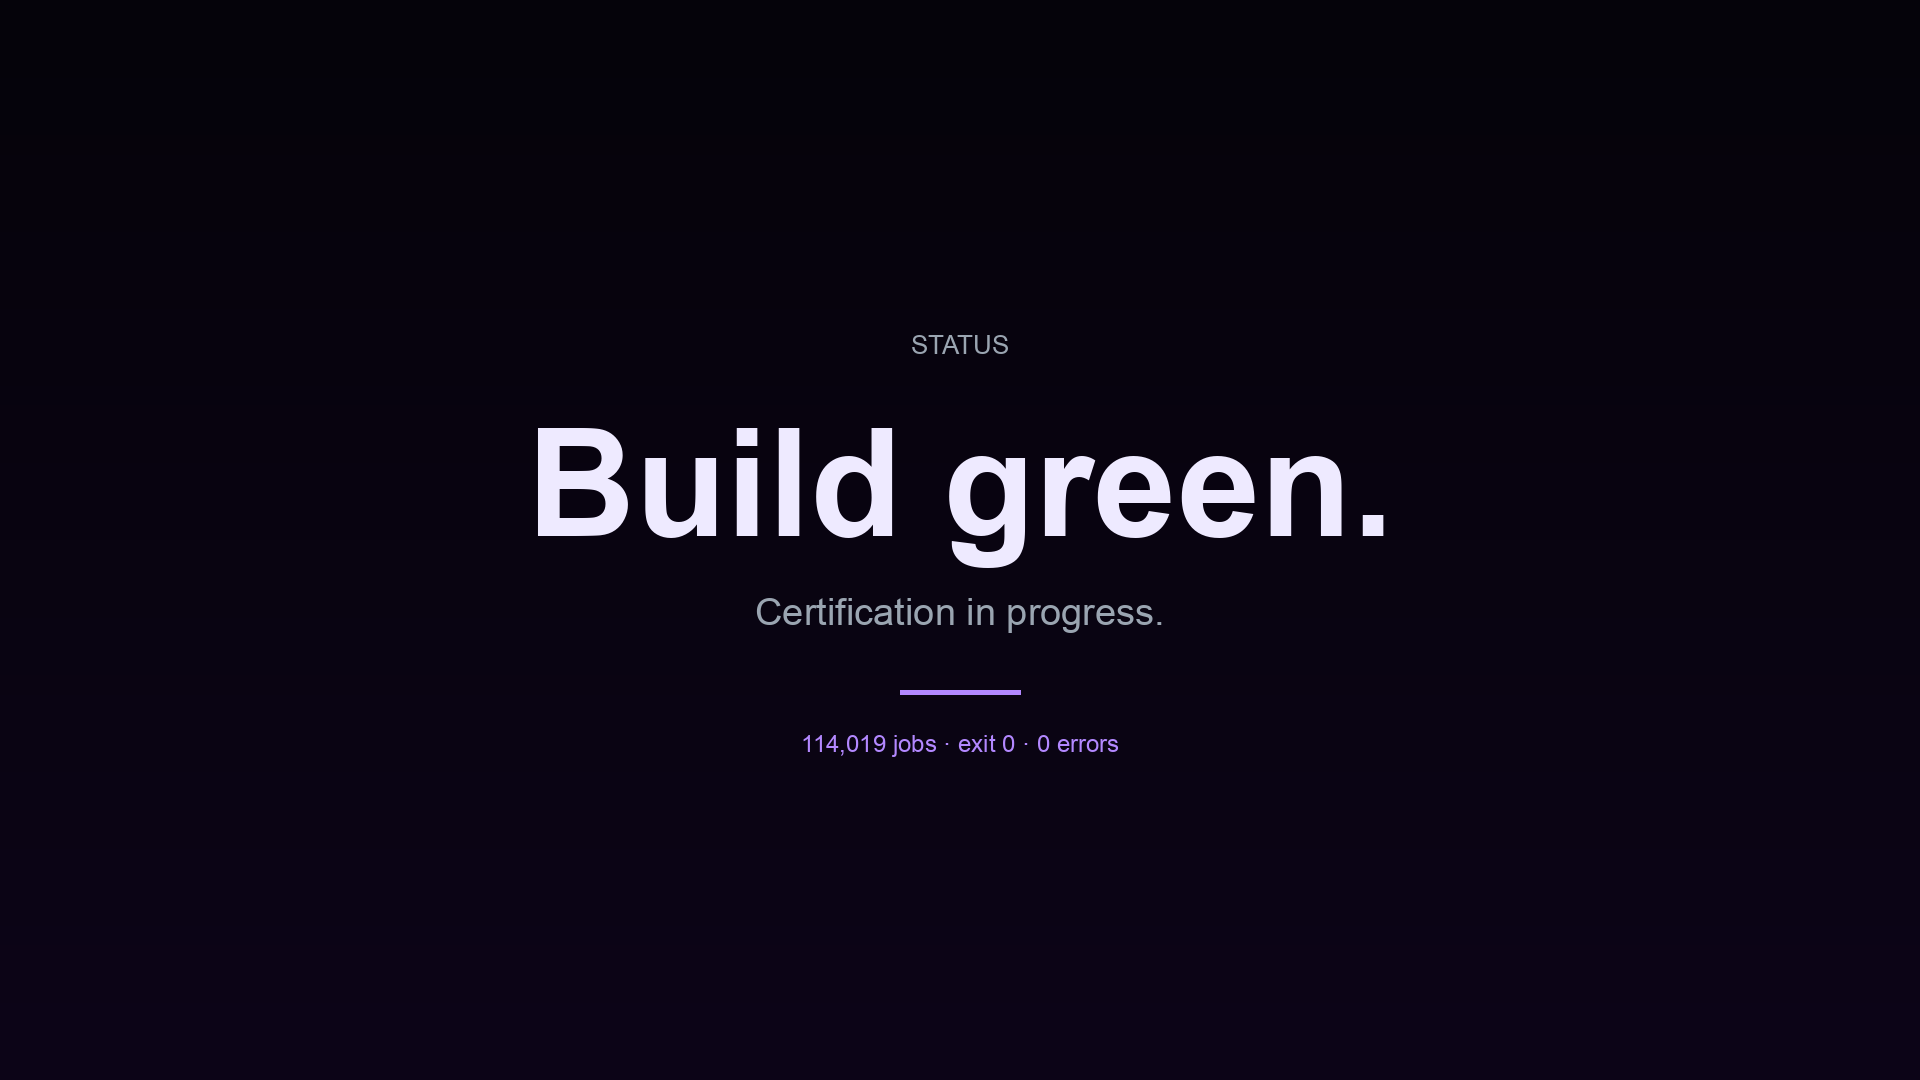 STATUS
Build green.
Certification in progress.
114,019 jobs · exit 0 · 0 errors